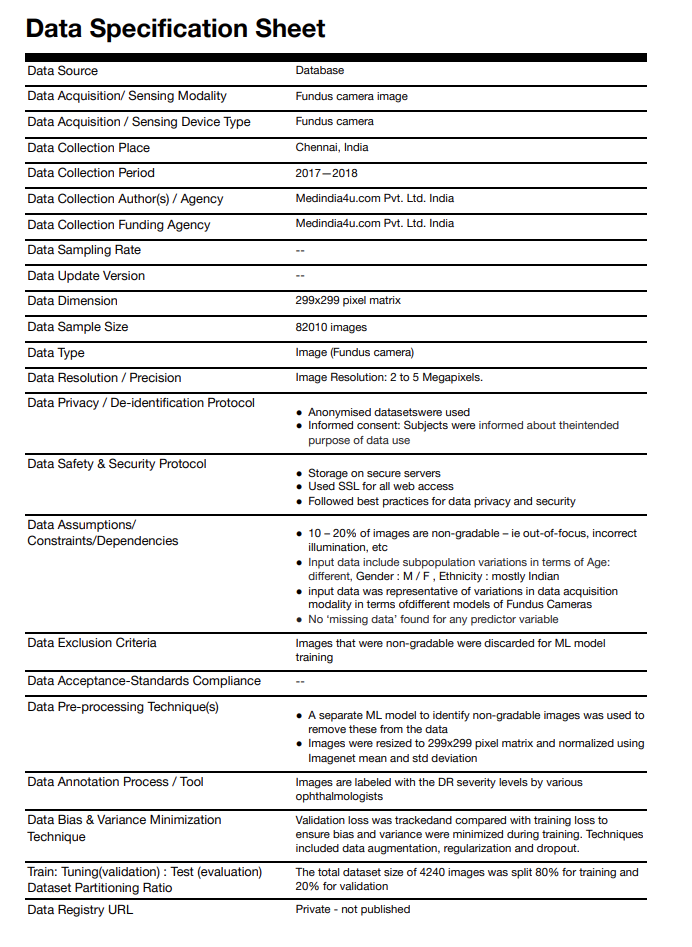 Data Specification Sheet
Data Source Database
Data Acquisition/ Sensing Modality Fundus camera image
Data Acquisition / Sensing Device Type Fundus camera
Data Collection Place Chennai, India
Data Collection Period 2017—2018
Data Collection Author(s) / Agency Medindia4u.com Pvt. Ltd. India
Data Collection Funding Agency Medindia4u.com Pvt. Ltd. India
Data Sampling Rate --
Data Update Version --
Data Dimension 299x299 pixel matrix
Data Sample Size 82010 images
Data Type Image (Fundus camera)
Data Resolution / Precision Image Resolution: 2 to 5 Megapixels.
Data Privacy / De-identification Protocol
● Anonymised datasetswere used
● Informed consent: Subjects were informed about theintended
purpose of data use
Data Safety & Security Protocol
● Storage on secure servers
● Used SSL for all web access
● Followed best practices for data privacy and security
Data Assumptions/
Constraints/Dependencies
● 10 – 20% of images are non-gradable – ie out-of-focus, incorrect
illumination, etc
● Input data include subpopulation variations in terms of Age:
different, Gender : M / F , Ethnicity : mostly Indian
● input data was representative of variations in data acquisition
modality in terms ofdifferent models of Fundus Cameras
● No ‘missing data’ found for any predictor variable
Data Exclusion Criteria Images that were non-gradable were discarded for ML model
training
Data Acceptance-Standards Compliance --
Data Pre-processing Technique(s)
● A separate ML model to identify non-gradable images was used to
remove these from the data
● Images were resized to 299x299 pixel matrix and normalized using
Imagenet mean and std deviation
Data Annotation Process / Tool Images are labeled with the DR severity levels by various
ophthalmologists
Data Bias & Variance Minimization
Technique
Validation loss was trackedand compared with training loss to
ensure bias and variance were minimized during training. Techniques
included data augmentation, regularization and dropout.
Train: Tuning(validation) : Test (evaluation)
Dataset Partitioning Ratio
The total dataset size of 4240 images was split 80% for training and
20% for validation
Data Registry URL Private - not published